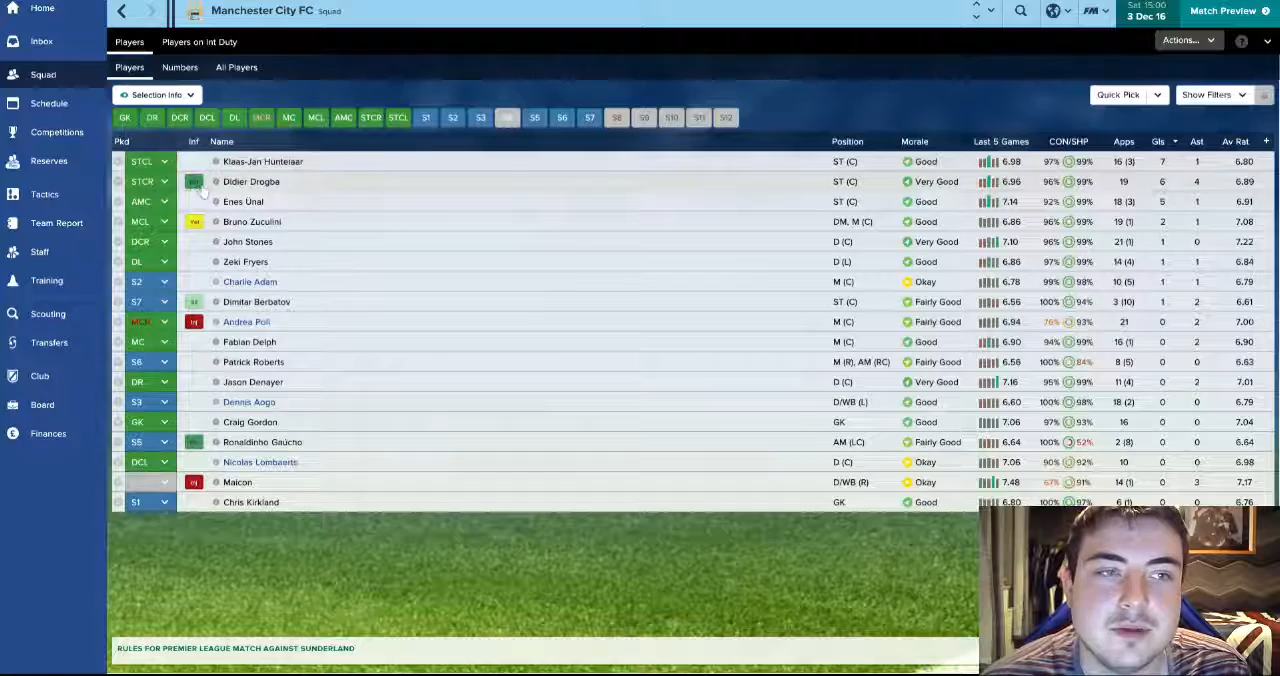 Home
Manchester City FC Squad
FM
Sat 15:00
3 Dec 16
Match Preview
Inbox
Players Players on Int Duty
Actions...
Squad
Players Numbers All Players
Schedule
Selection Info
Quick Pick
Show Filters
GK DR DCR DCL DL MCR MC MCL AMC STCR STCL S1 S2 S3 S5 S6 S7 S8 S9 S10 S11 S12
Competitions
Pkd Inf Name Position Morale Last 5 Games CON/SHP Apps Gls Ast Av Rat +
Reserves
STCL Klaas-Jan Huntelaar ST (C) Good 6.98 97% 99% 16 (3) 7 1 6.80
STCR Didier Drogba ST (C) Very Good 6.96 96% 99% 19 6 4 6.89
Tactics
AMC Enes Ünal ST (C) Good 7.14 92% 99% 18 (3) 5 1 6.91
Team Report
MCL Bruno Zuculini DM, M (C) Good 6.86 96% 99% 19 (1) 2 1 7.08
DCR John Stones D (C) Very Good 7.10 96% 99% 21 (1) 1 0 7.22
Staff
DL Zeki Fryers D (L) Good 6.86 97% 99% 14 (4) 1 1 6.84
Training
S2 Charlie Adam M (C) Okay 6.78 99% 98% 10 (5) 1 1 6.79
S7 Dimitar Berbatov ST (C) Fairly Good 6.56 100% 94% 3 (10) 1 2 6.61
Scouting
MCR Inj Andrea Poli M (C) Fairly Good 6.94 76% 93% 21 0 2 7.00
Transfers
MC Fabian Delph M (C) Good 6.90 94% 99% 16 (1) 0 2 6.90
S6 Patrick Roberts M (R), AM (RC) Fairly Good 6.56 100% 84% 8 (5) 0 1 6.63
Club
DR Jason Denayer D (C) Very Good 7.16 95% 99% 11 (4) 0 2 7.01
Board
S3 Dennis Aogo D/WB (L) Good 6.60 100% 98% 18 (2) 0 1 6.79
GK Craig Gordon GK Good 7.06 97% 93% 16 0 0 7.04
Finances
S5 Ronaldinho Gaúcho AM (LC) Fairly Good 6.64 100% 52% 2 (8) 0 1 6.64
DCL Nicolas Lombaerts D (C) Okay 7.06 90% 92% 10 0 0 6.98
Inj Maicon D/WB (R) Okay 7.48 67% 91% 14 (1) 0 3 7.17
S1 Chris Kirkland GK Good 6.80 100% 97% 6 (1) 0 0 6.76
RULES FOR PREMIER LEAGUE MATCH AGAINST SUNDERLAND